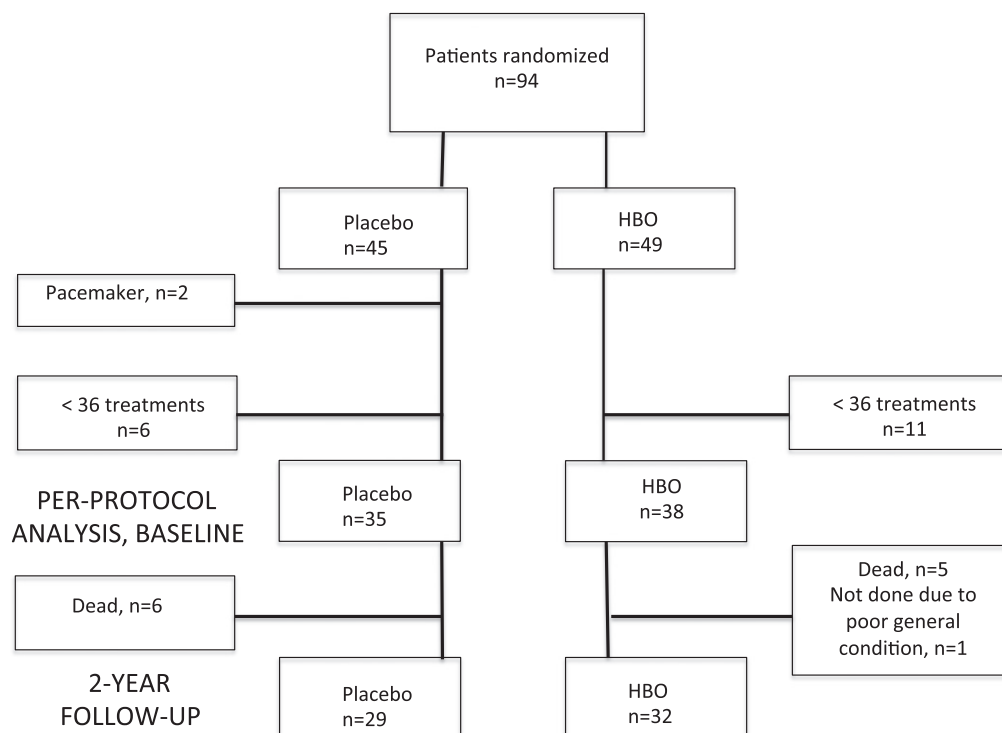 Patients randomized
n=94
Placebo
n=45
HBO
n=49
Pacemaker, n=2
< 36 treatments
n=6
< 36 treatments
n=11
PER-PROTOCOL
ANALYSIS, BASELINE
Placebo
n=35
HBO
n=38
Dead, n=6
Dead, n=5
Not done due to
poor general
condition, n=1
2-YEAR
FOLLOW-UP
Placebo
n=29
HBO
n=32